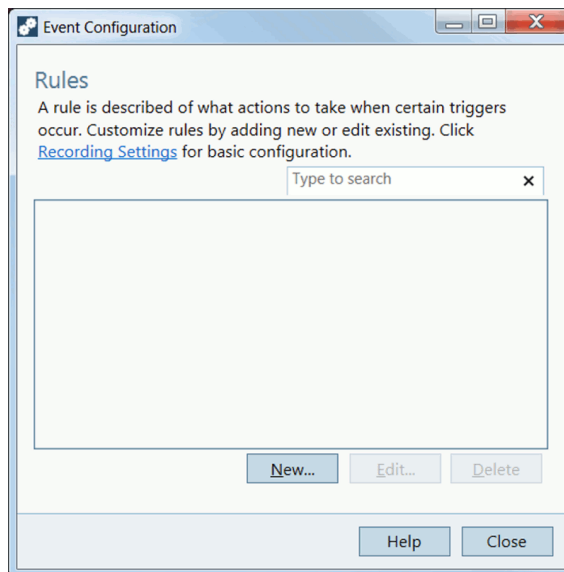 Event Configuration
Rules
A rule is described of what actions to take when certain triggers
occur. Customize rules by adding new or edit existing. Click
Recording Settings for basic configuration.
Type to search
New...
Edit...
Delete
Help
Close